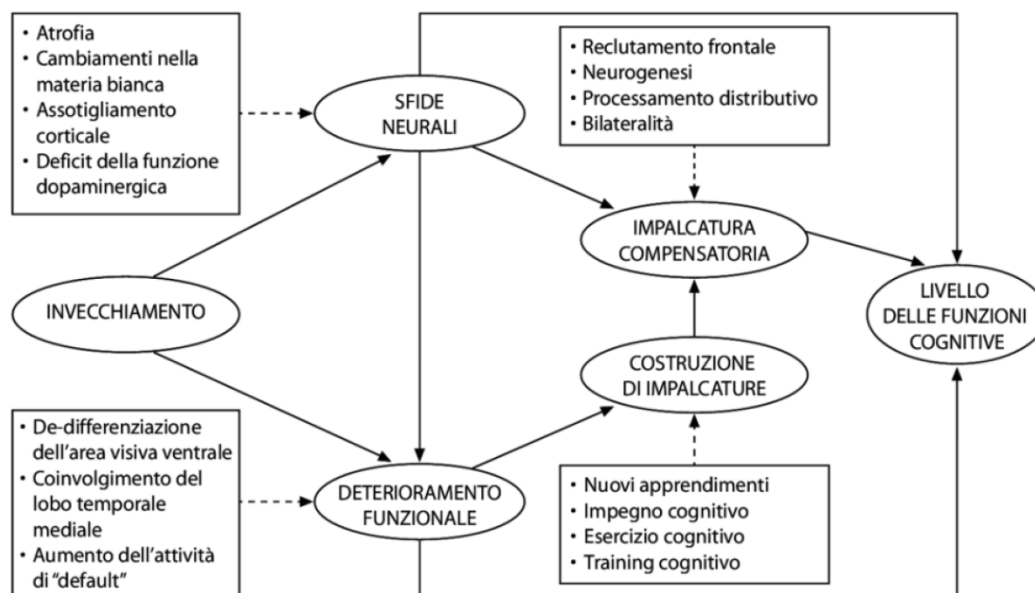 • Atrofia
• Cambiamenti nella
materia bianca
• Assotigliamento
corticale
• Deficit della funzione
dopaminergica
SFIDE
NEURALI
• Reclutamento frontale
• Neurogenesi
• Processamento distributivo
• Bilateralità
IMPALCATURA
COMPENSATORIA
INVECCHIAMENTO
LIVELLO
DELLE FUNZIONI
COGNITIVE
COSTRUZIONE
DI IMPALCATURE
• De-differenziazione
dell'area visiva ventrale
• Coinvolgimento del
lobo temporale
mediale
• Aumento dell'attività
di "default"
DETERIORAMENTO
FUNZIONALE
• Nuovi apprendimenti
• Impegno cognitivo
• Esercizio cognitivo
• Training cognitivo